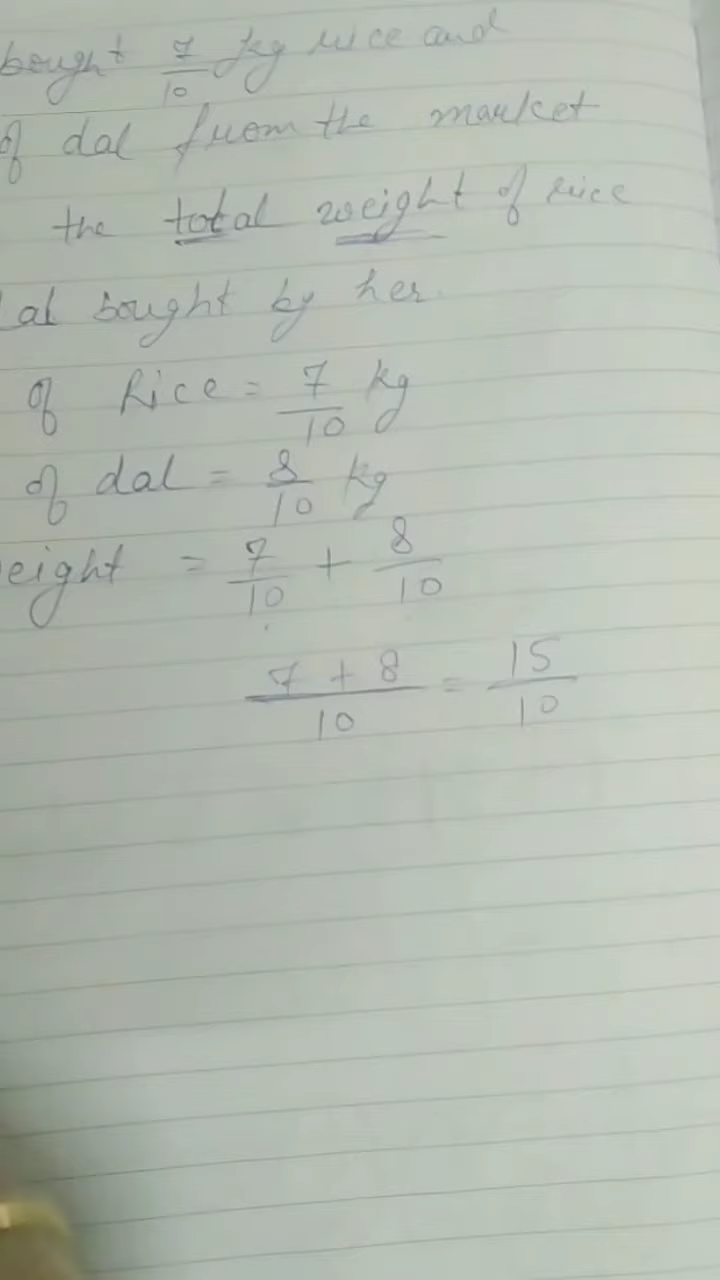 bought 7/10 kg rice and
of dal from the market
the total weight of rice
al bought by her.
of Rice = 7/10 kg
of dal = 8/10 kg
eight = 7/10 + 8/10
7 + 8/10 = 15/10